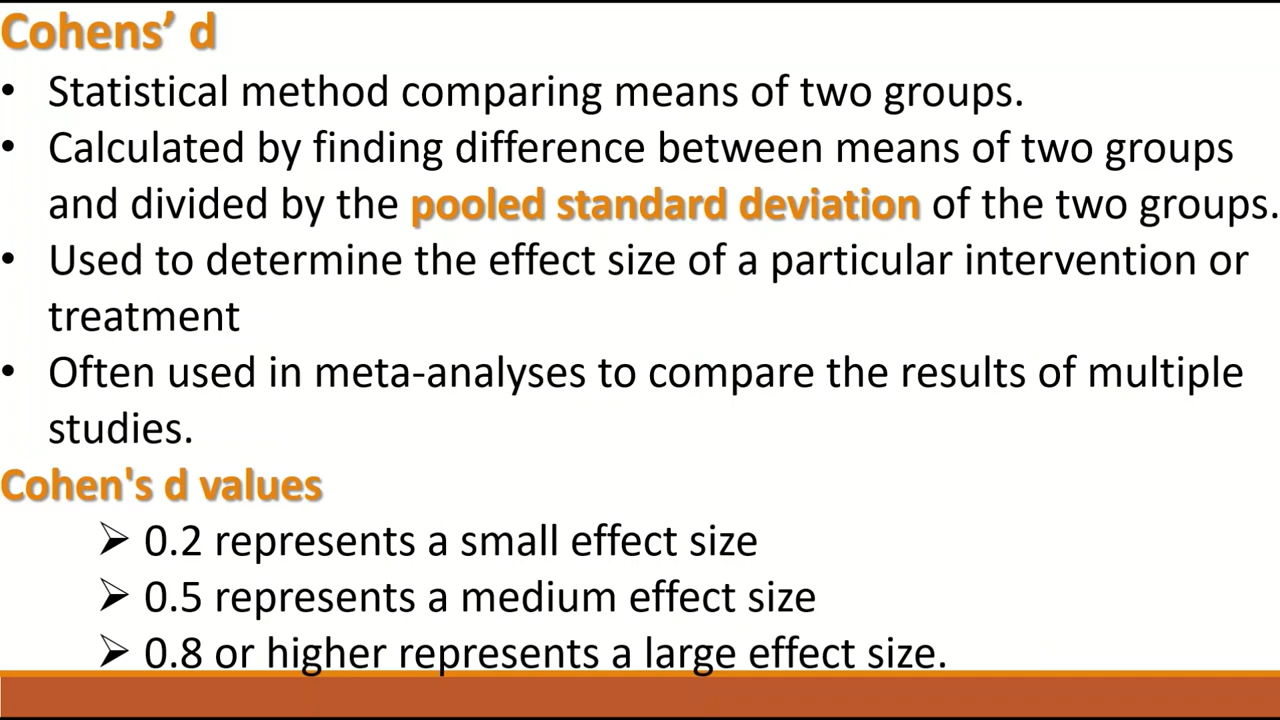 Cohens’ d
• Statistical method comparing means of two groups.
• Calculated by finding difference between means of two groups
and divided by the pooled standard deviation of the two groups.
• Used to determine the effect size of a particular intervention or
treatment
• Often used in meta-analyses to compare the results of multiple
studies.
Cohen's d values
➢ 0.2 represents a small effect size
➢ 0.5 represents a medium effect size
➢ 0.8 or higher represents a large effect size.